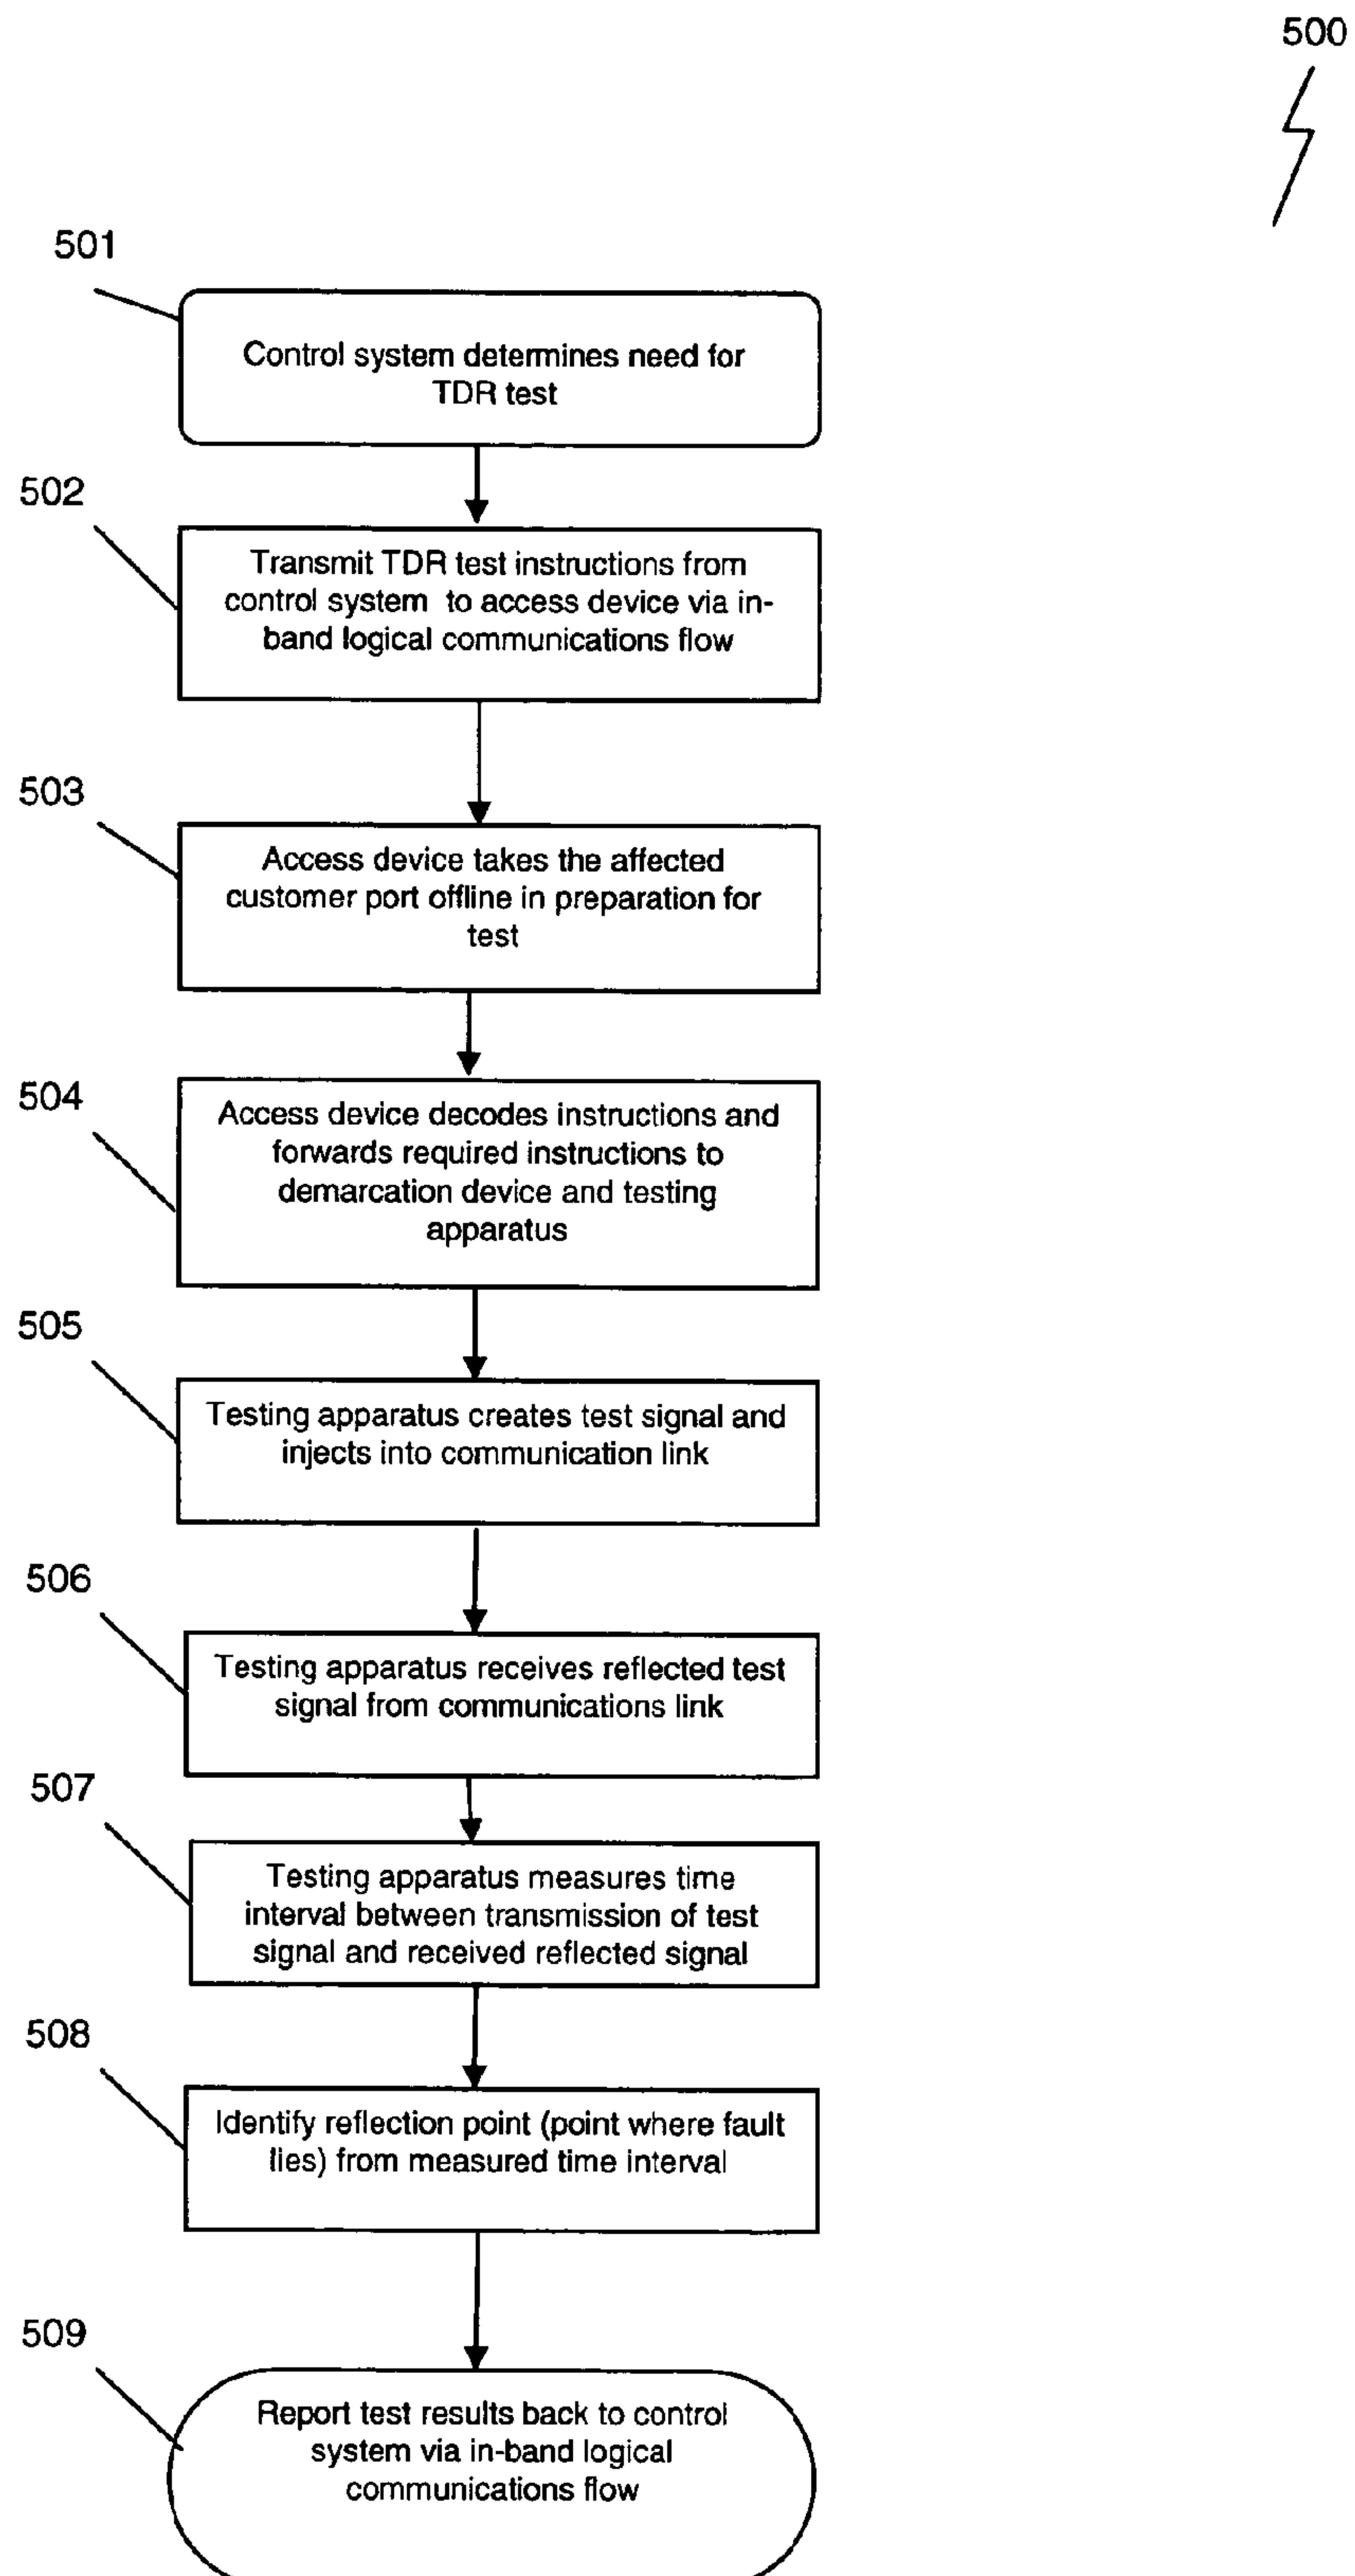 500
501
Control system determines need for
TDR test
502
Transmit TDR test instructions from
control system to access device via in-
band logical communications flow
503
Access device takes the affected
customer port offline in preparation for
test
504
Access device decodes instructions and
forwards required instructions to
demarcation device and testing
apparatus
505
Testing apparatus creates test signal and
injects into communication link
506
Testing apparatus receives reflected test
signal from communications link
507
Testing apparatus measures time
interval between transmission of test
signal and received reflected signal
508
Identify reflection point (point where fault
lies) from measured time interval
509
Report test results back to control
system via in-band logical
communications flow